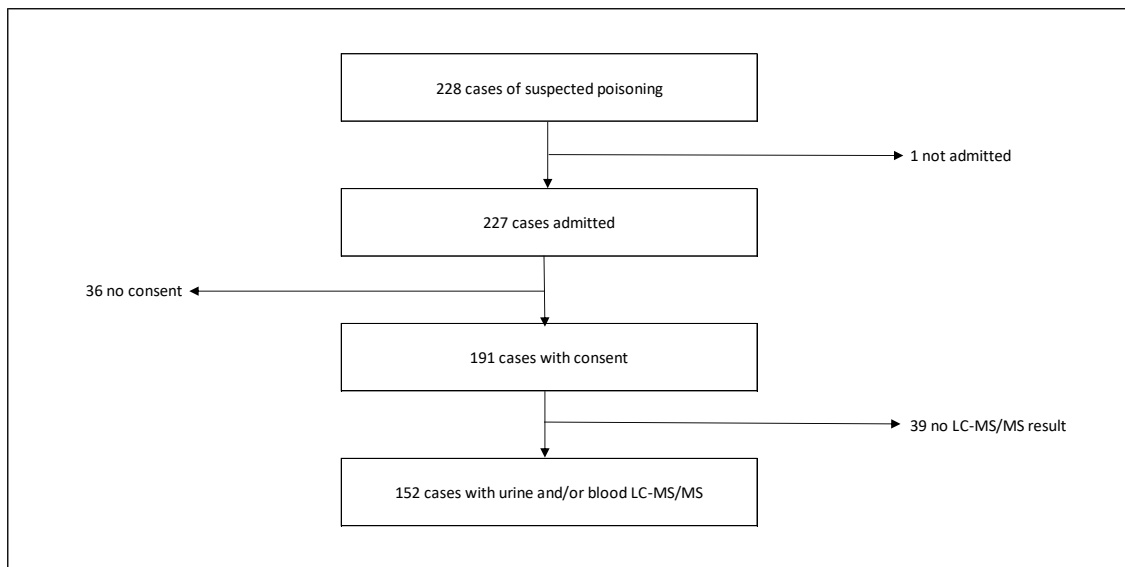 228 cases of suspected poisoning
1 not admitted
227 cases admitted
36 no consent
191 cases with consent
39 no LC-MS/MS result
152 cases with urine and/or blood LC-MS/MS